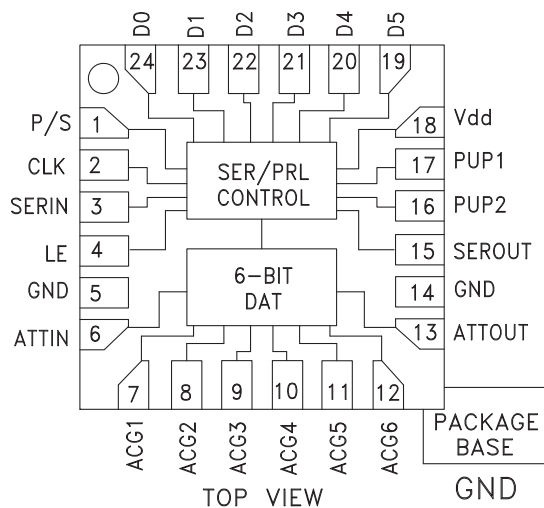 D0
D1
D2
D3
D4
D5
24
23
22
21
20
19
P/S
1
18
Vdd
CLK
2
17
PUP1
SERIN
3
16
PUP2
LE
4
15
SEROUT
GND
5
14
GND
ATTIN
6
13
ATTOUT
SER/PRL
CONTROL
6-BIT
DAT
7
8
9
10
11
12
ACG1
ACG2
ACG3
ACG4
ACG5
ACG6
PACKAGE
BASE
GND
TOP VIEW